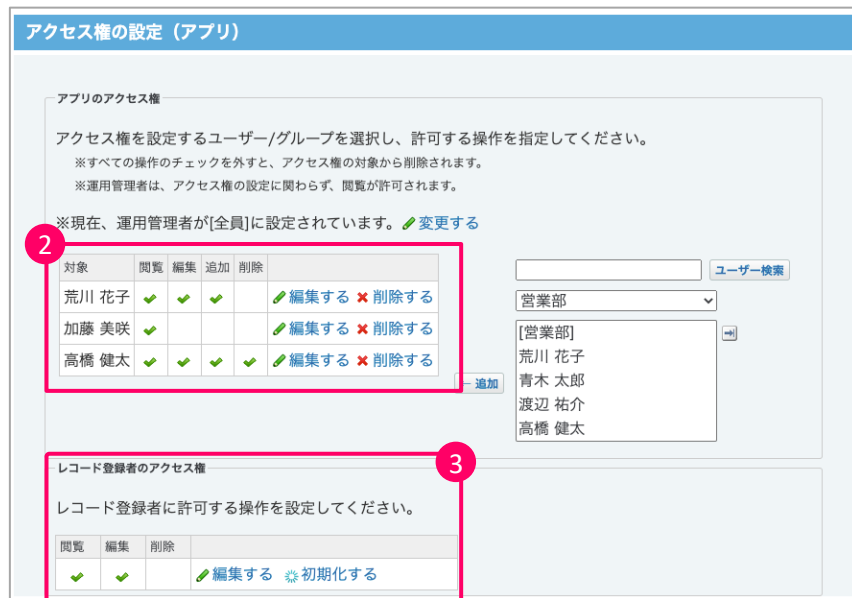 アクセス権の設定（アプリ）
アプリのアクセス権
アクセス権を設定するユーザー/グループを選択し、許可する操作を指定してください。
※すべての操作のチェックを外すと、アクセス権の対象から削除されます。
※運用管理者は、アクセス権の設定に関わらず、閲覧が許可されます。
※現在、運用管理者が[全員]に設定されています。 変更する
2
対象 閲覧 編集 追加 削除
荒川 花子 編集する 削除する
加藤 美咲 編集する 削除する
高橋 健太 編集する 削除する
ユーザー検索
営業部
[営業部]
荒川 花子
青木 太郎
渡辺 祐介
高橋 健太
追加
3
レコード登録者のアクセス権
レコード登録者に許可する操作を設定してください。
閲覧 編集 削除
編集する 初期化する